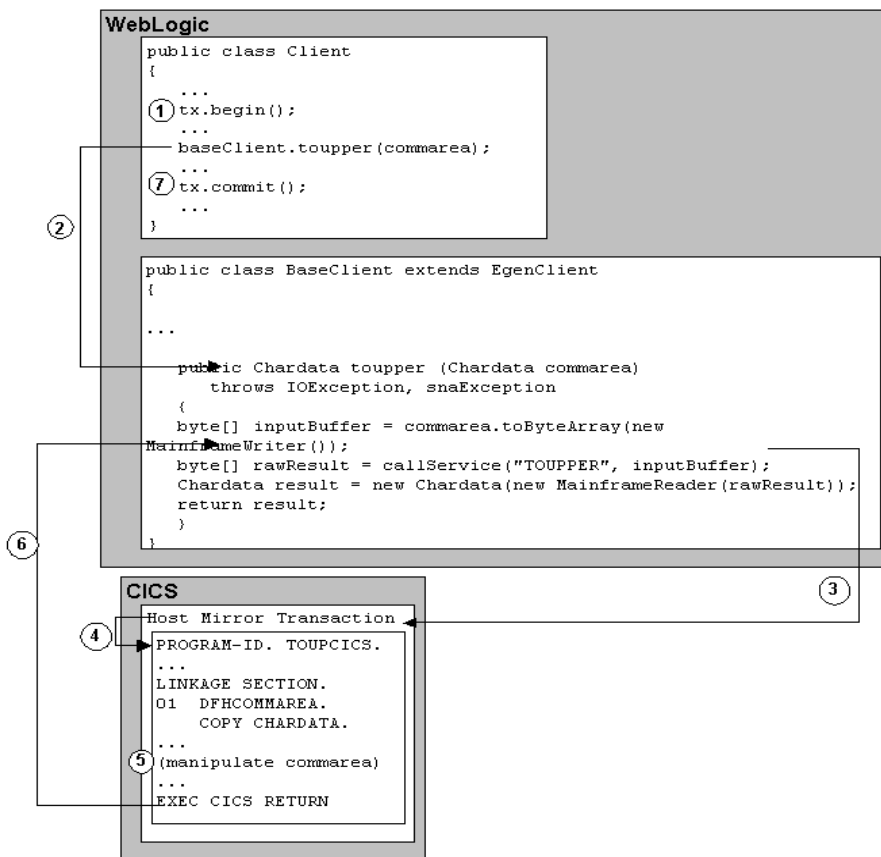 WebLogic
public class Client
{
...
1 tx.begin();
...
baseClient.toupper(commarea);
...
7 tx.commit();
...
}
2
public class BaseClient extends EgenClient
{
...
public Chardata toupper (Chardata commarea)
throws IOException, snaException
{
byte[] inputBuffer = commarea.toByteArray(new
MainframeWriter());
byte[] rawResult = callService("TOUPPER", inputBuffer);
Chardata result = new Chardata(new MainframeReader(rawResult));
return result;
}
}
6
3
CICS
Host Mirror Transaction
4
PROGRAM-ID. TOUPCICS.
...
LINKAGE SECTION.
01 DFHCOMMAREA.
COPY CHARDATA.
...
5 (manipulate commarea)
...
EXEC CICS RETURN